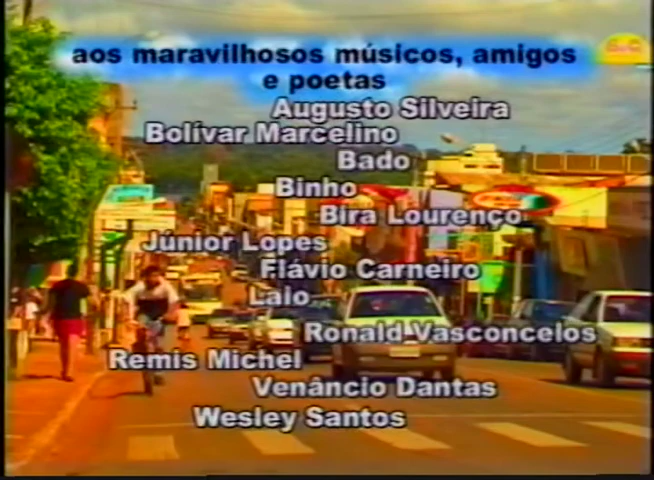 aos maravilhosos músicos, amigos
e poetas
Augusto Silveira
Bolívar Marcelino
Bado
Binho
Bira Lourenço
Júnior Lopes
Flávio Carneiro
Laio
Ronald Vasconcelos
Remis Michel
Venâncio Dantas
Wesley Santos